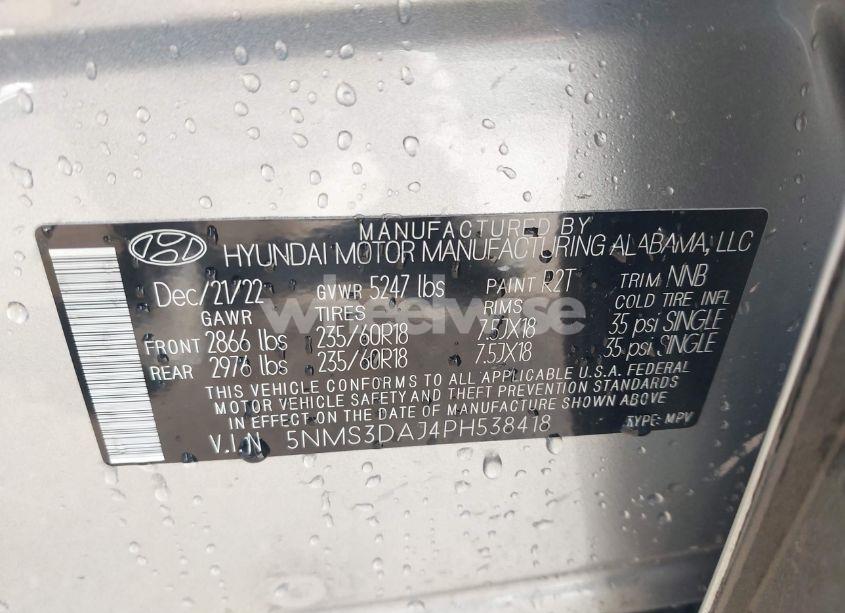 MANUFACTURED BY
HYUNDAI MOTOR MANUFACTURING ALABAMA, LLC
Dec/21/22 GVWR 5247 lbs PAINT R2T TRIM NNB
GAWR TIRES RIMS COLD TIRE. INFL
FRONT 2866 lbs 235/60R18 7.5JX18 35 psi SINGLE
REAR 2976 lbs 235/60R18 7.5JX18 35 psi SINGLE
THIS VEHICLE CONFORMS TO ALL APPLICABLE U.S.A. FEDERAL
MOTOR VEHICLE SAFETY AND THEFT PREVENTION STANDARDS
IN EFFECT ON THE DATE OF MANUFACTURE SHOWN ABOVE
V.I.N 5NMS3DAJ4PH538418 TYPE: MPV
wheelwise